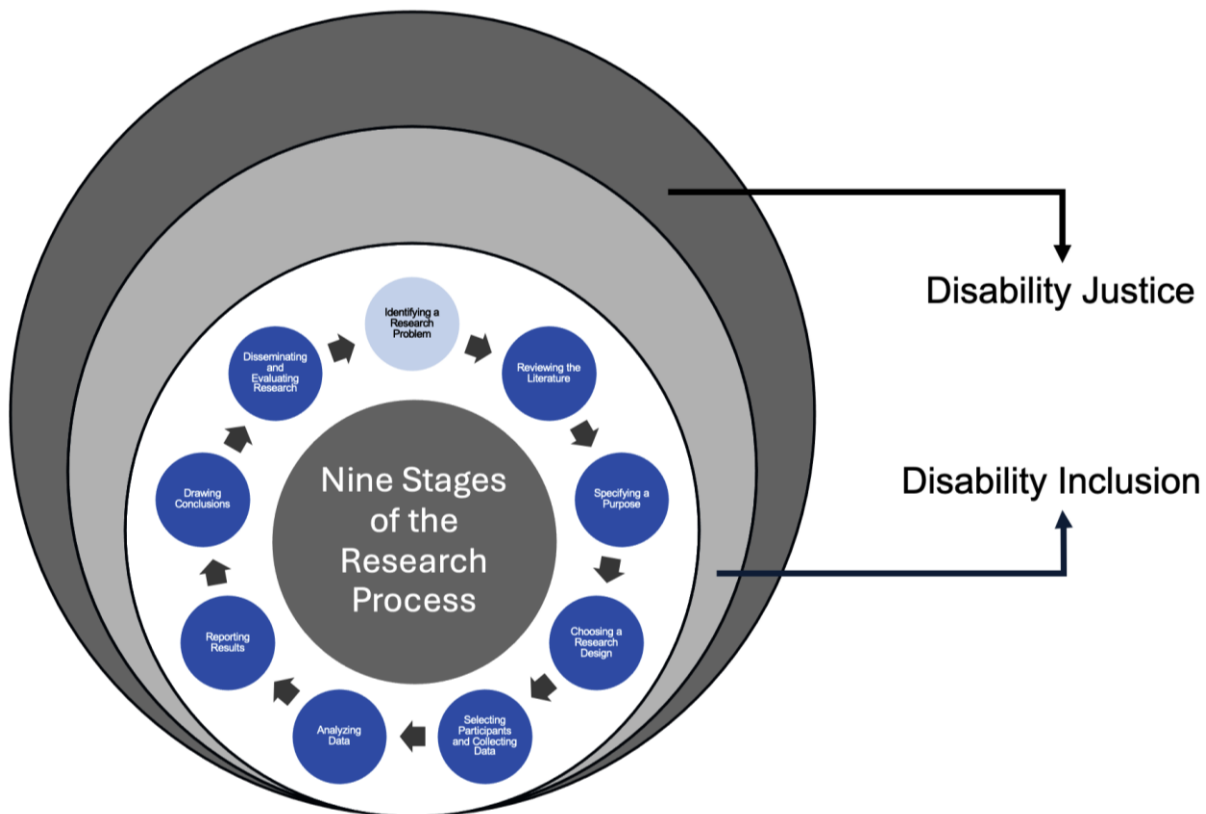 Identifying a
Research
Problem
Disseminating
and
Evaluating
Research
Reviewing the
Literature
Drawing
Conclusions
Nine Stages
of the
Research
Process
Specifying a
Purpose
Reporting
Results
Choosing a
Research
Design
Analyzing
Data
Selecting
Participants
and Collecting
Data
Disability Justice
Disability Inclusion